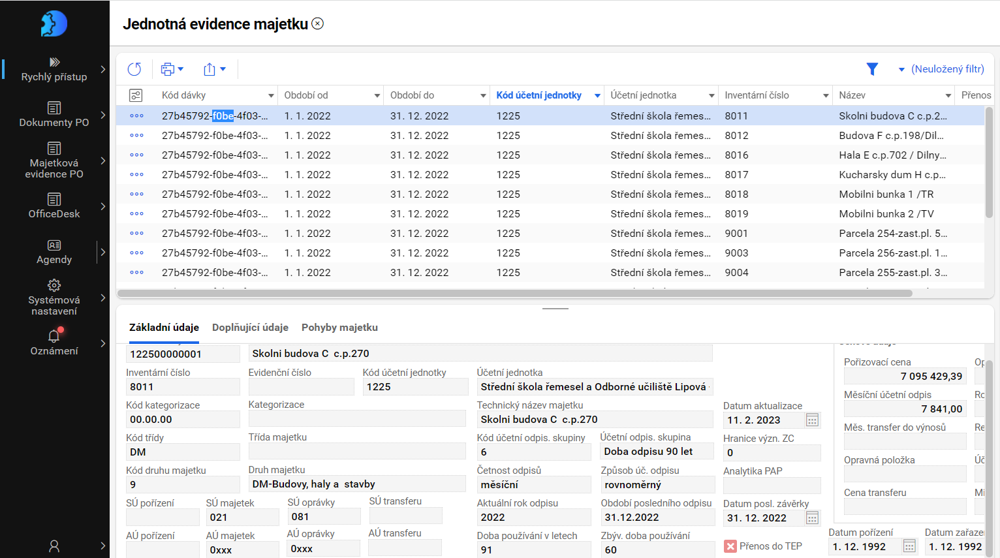 Jednotná evidence majetku
Rychlý přístup
Dokumenty PO
Majetková
evidence PO
OfficeDesk
Agendy
Systémová
nastavení
Oznámení
(Neuložený filtr)
Kód dávky Období od Období do Kód účetní jednotky Účetní jednotka Inventární číslo Název Přenos
27b45792-f0be-4f03-... 1. 1. 2022 31. 12. 2022 1225 Střední škola řemes... 8011 Skolni budova C c.p.2...
27b45792-f0be-4f03-... 1. 1. 2022 31. 12. 2022 1225 Střední škola řemes... 8012 Budova F c.p.198/Dil...
27b45792-f0be-4f03-... 1. 1. 2022 31. 12. 2022 1225 Střední škola řemes... 8016 Hala E c.p.702 / Dilny...
27b45792-f0be-4f03-... 1. 1. 2022 31. 12. 2022 1225 Střední škola řemes... 8017 Kucharsky dum H c.p...
27b45792-f0be-4f03-... 1. 1. 2022 31. 12. 2022 1225 Střední škola řemes... 8018 Mobilni bunka 1 /TR
27b45792-f0be-4f03-... 1. 1. 2022 31. 12. 2022 1225 Střední škola řemes... 8019 Mobilni bunka 2 /TV
27b45792-f0be-4f03-... 1. 1. 2022 31. 12. 2022 1225 Střední škola řemes... 9001 Parcela 254-zast.pl. 5...
27b45792-f0be-4f03-... 1. 1. 2022 31. 12. 2022 1225 Střední škola řemes... 9003 Parcela 256-zast.pl. 1...
27b45792-f0be-4f03-... 1. 1. 2022 31. 12. 2022 1225 Střední škola řemes... 9004 Parcela 255-zast.pl. 3...
Základní údaje Doplňující údaje Pohyby majetku
122500000001 Skolni budova C c.p.270
Inventární číslo Evidenční číslo Kód účetní jednotky Účetní jednotka
8011 1225 Střední škola řemesel a Odborné učiliště Lipová
Kód kategorizace Kategorizace Technický název majetku Datum aktualizace
00.00.00 Skolni budova C c.p.270 11. 2. 2023
Kód třídy Třída majetku Kód účetní odpis. skupiny Účetní odpis. skupina Hranice význ. ZC
DM 6 Doba odpisu 90 let 0
Kód druhu majetku Druh majetku Četnost odpisů Způsob úč. odpisu Analytika PAP
9 DM-Budovy, haly a stavby měsíční rovnoměrný
SÚ pořízení SÚ majetek SÚ oprávky SÚ transferu Aktuální rok odpisu Období posledního odpisu Datum posl. závěrky
021 081 2022 31.12.2022 31. 12. 2022
AÚ pořízení AÚ majetek AÚ oprávky AÚ transferu Doba používání v letech Zbýv. doba používání
0xxx 0xxx 91 60 Přenos do TEP
Pořizovací cena Op
7 095 429,39
Měsíční účetní odpis Ro
7 841,00
Měs. transfer do výnosů Re
Opravná položka Úč
Cena transferu Mi
Datum pořízení Datum zařaze
1. 12. 1992 1. 12. 1992